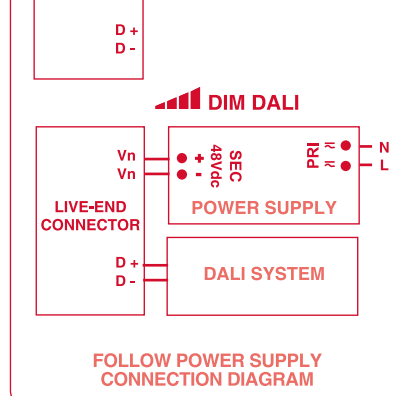 D +
D -
DIM DALI
Vn
Vn
+
-
48Vdc
SEC
PRI
≂
≂
N
L
LIVE-END
CONNECTOR
POWER SUPPLY
D +
D -
DALI SYSTEM
FOLLOW POWER SUPPLY
CONNECTION DIAGRAM